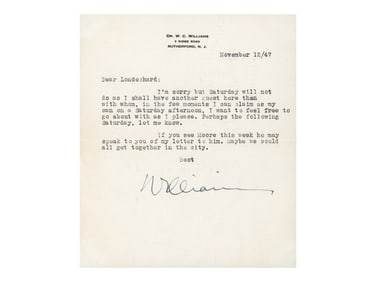 DR. W. C. WILLIAMS
9 RIDGE ROAD
RUTHERFORD, N. J.
November 12/47
Dear
I'm sorry but Saturday will not
do as I shall have another guest here then
with whom, in the few moments I can claim as my
own on a Saturday afternoon, I want to feel free to
go about with as I please. Perhaps the following
Saturday, let me know.
If you see Moore this week he may
speak to you of my letter to him. Maybe we could
all get together in the city.
Best
Williams